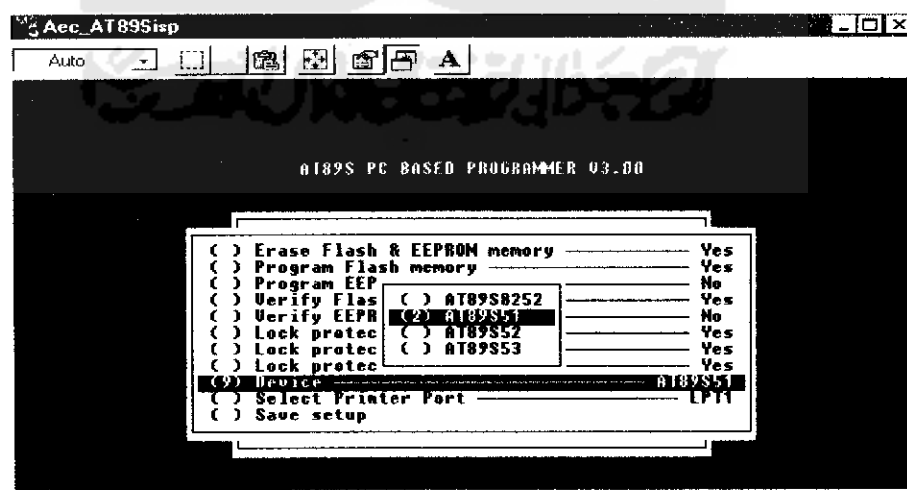 Aec_AT89Sisp
Auto
A
AT89S PC BASED PROGRAMMER V3.00
( ) Erase Flash & EEPROM memory Yes
( ) Program Flash memory Yes
( ) Program EEP No
( ) Verify Flas Yes
( ) Verify EEPR No
( ) Lock protec Yes
( ) Lock protec Yes
( ) Lock protec Yes
( ) AT89S8252
(2) AT89S51
( ) AT89S52
( ) AT89S53
(9) Device AT89S51
( ) Select Printer Port LPT1
( ) Save setup